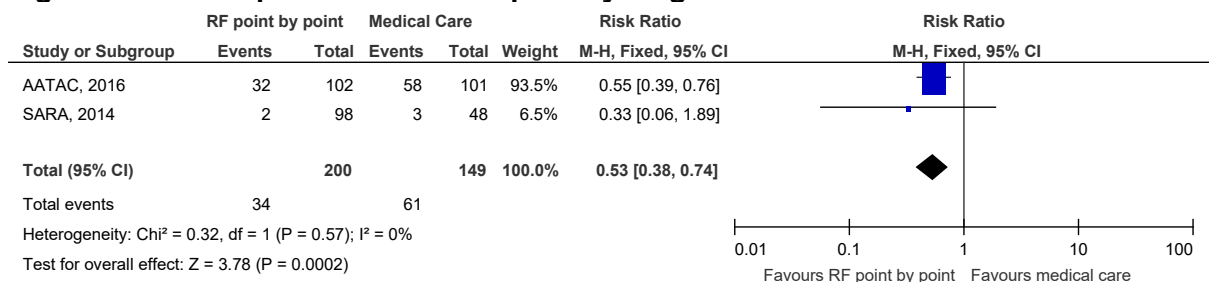 RF point by point Medical Care Risk Ratio Risk Ratio
Study or Subgroup Events Total Events Total Weight M-H, Fixed, 95% CI M-H, Fixed, 95% CI
AATAC, 2016 32 102 58 101 93.5% 0.55 [0.39, 0.76]
SARA, 2014 2 98 3 48 6.5% 0.33 [0.06, 1.89]
Total (95% CI) 200 149 100.0% 0.53 [0.38, 0.74]
Total events 34 61
Heterogeneity: Chi² = 0.32, df = 1 (P = 0.57); I² = 0%
Test for overall effect: Z = 3.78 (P = 0.0002)
0.01 0.1 1 10 100
Favours RF point by point Favours medical care